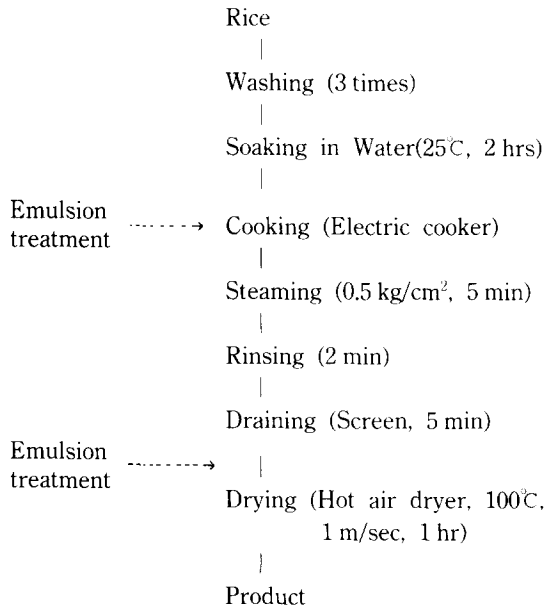 Rice
Washing (3 times)
Soaking in Water(25℃, 2 hrs)
Emulsion
treatment
Cooking (Electric cooker)
Steaming (0.5 kg/cm², 5 min)
Rinsing (2 min)
Draining (Screen, 5 min)
Emulsion
treatment
Drying (Hot air dryer, 100℃,
1 m/sec, 1 hr)
Product